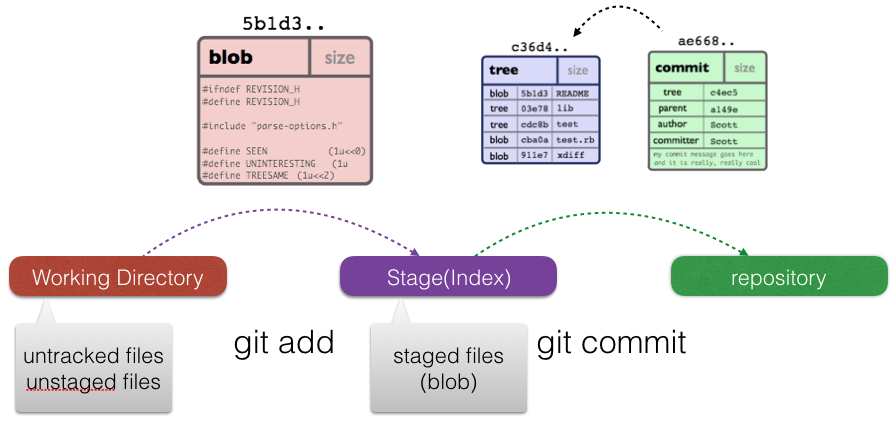 5b1d3..
blob size
#ifndef REVISION_H
#define REVISION_H
#include "parse-options.h"
#define SEEN (1u<<0)
#define UNINTERESTING (1u
#define TREESAME (1u<<2)
c36d4..
tree size
blob 5b1d3 README
tree 03e78 lib
tree cdc8b test
blob cba0a test.rb
blob 911e7 xdiff
ae668..
commit size
tree c4ec5
parent a149e
author Scott
committer Scott
my commit message goes here
and it is really, really cool
Working Directory
Stage(Index)
repository
untracked files
unstaged files
git add
staged files
(blob)
git commit